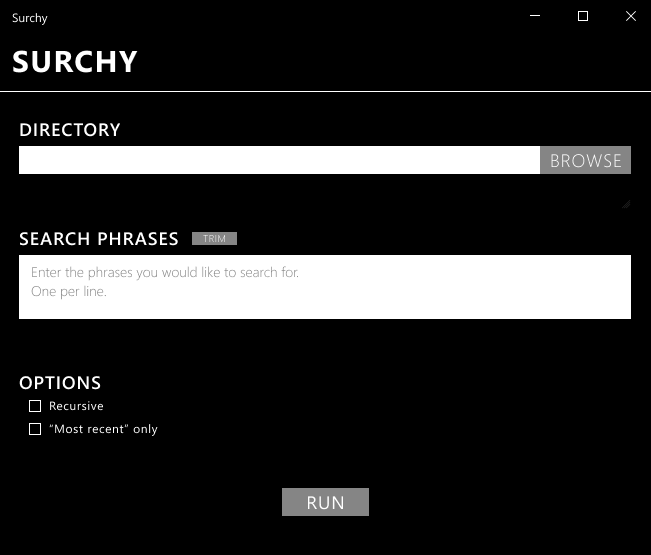 Surchy
SURCHY
DIRECTORY
BROWSE
SEARCH PHRASES TRIM
Enter the phrases you would like to search for.
One per line.
OPTIONS
Recursive
“Most recent” only
RUN